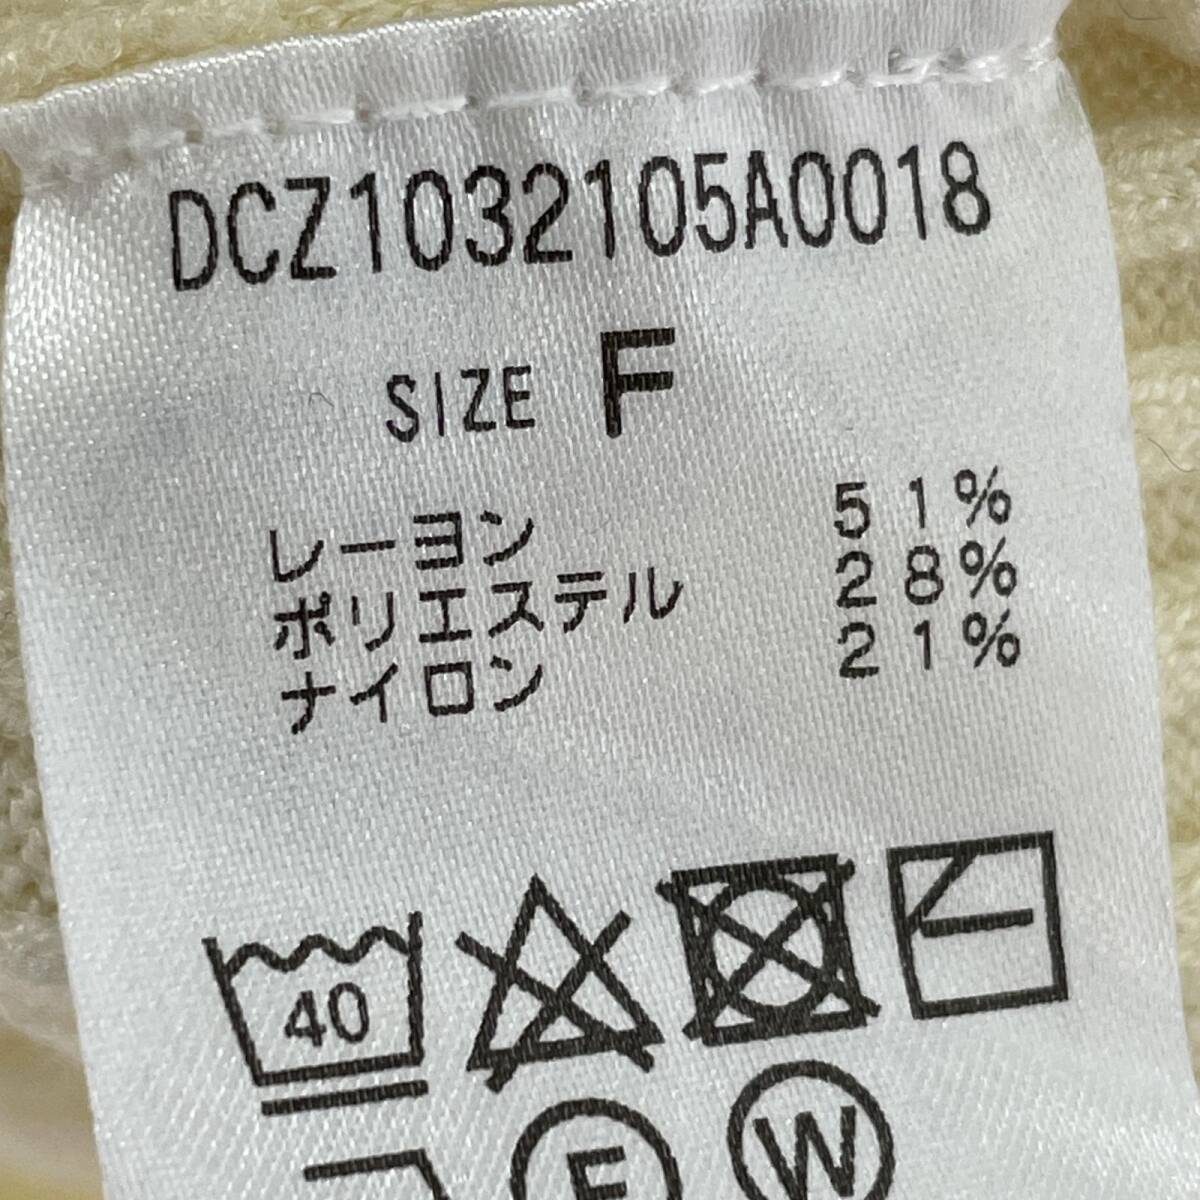 DCZ1032105A0018
SIZE F
レーヨン 51%
ポリエステル 28%
ナイロン 21%
40
F W